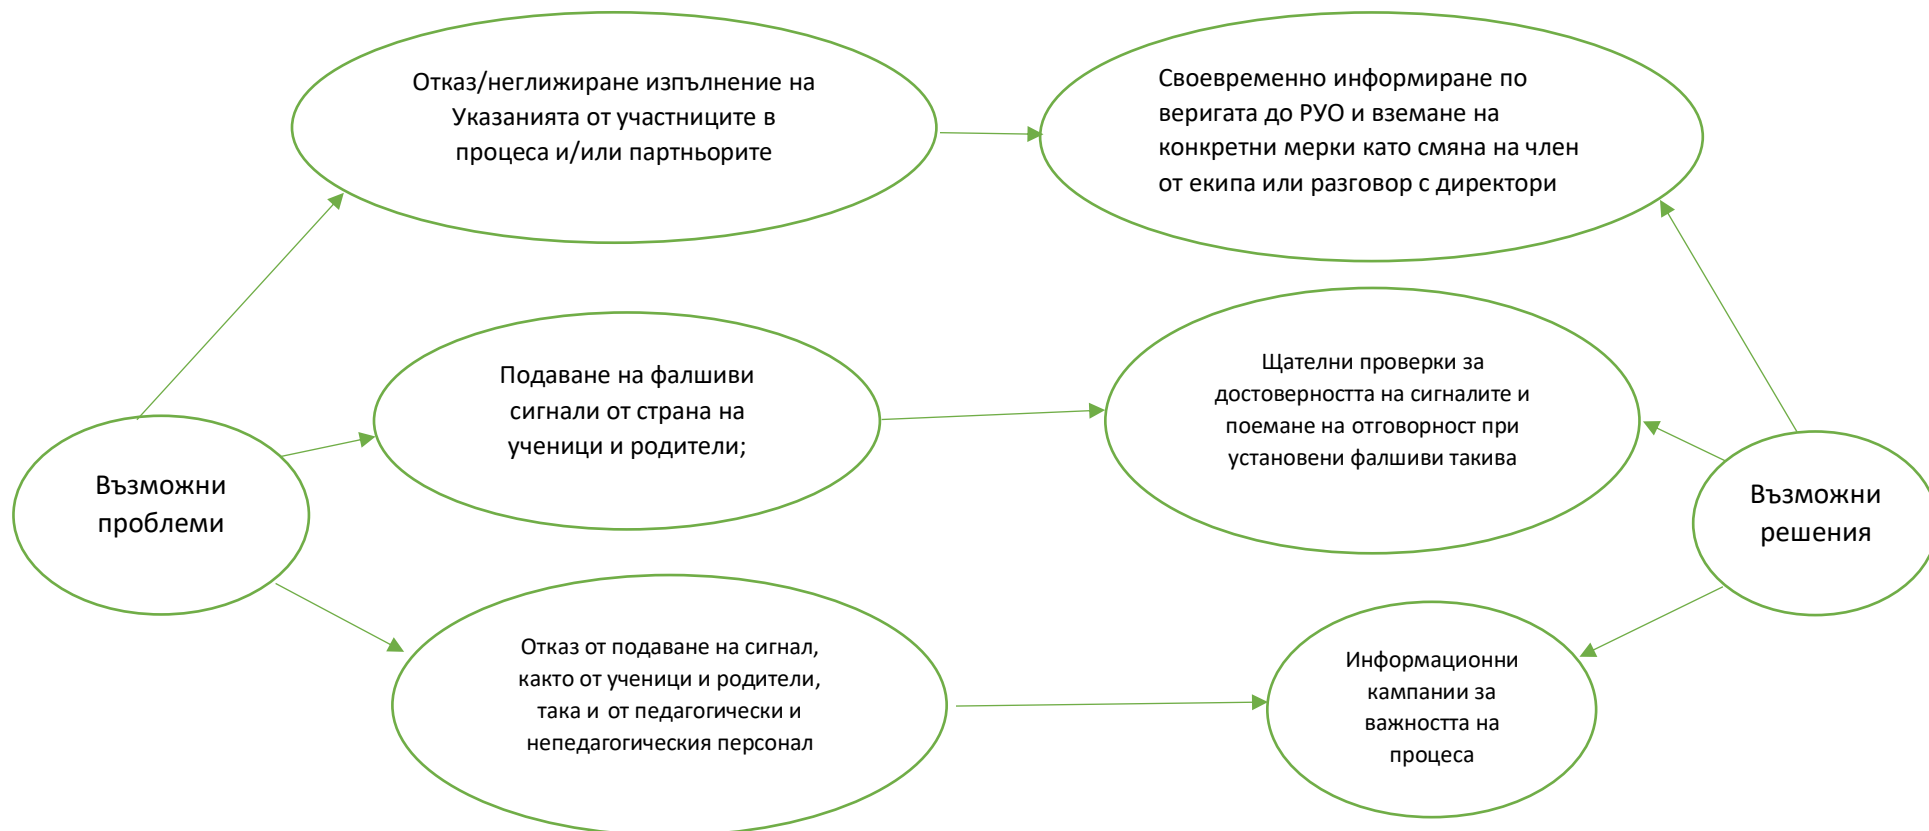 Отказ/неглижиране изпълнение на
Указанията от участниците в
процеса и/или партньорите
Своевременно информиране по
веригата до РУО и вземане на
конкретни мерки като смяна на член
от екипа или разговор с директори
Подаване на фалшиви
сигнали от страна на
ученици и родители;
Щателни проверки за
достоверността на сигналите и
поемане на отговорност при
установени фалшиви такива
Възможни
проблеми
Възможни
решения
Отказ от подаване на сигнал,
както от ученици и родители,
така и от педагогически и
непедагогическия персонал
Информационни
кампании за
важността на
процеса